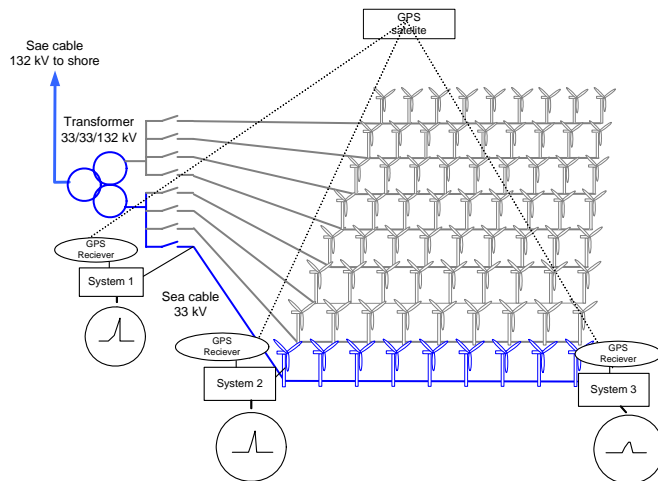 GPS
satelite
Sae cable
132 kV to shore
Transformer
33/33/132 kV
GPS
Reciever
System 1
Sea cable
33 kV
GPS
Reciever
System 2
GPS
Reciever
System 3